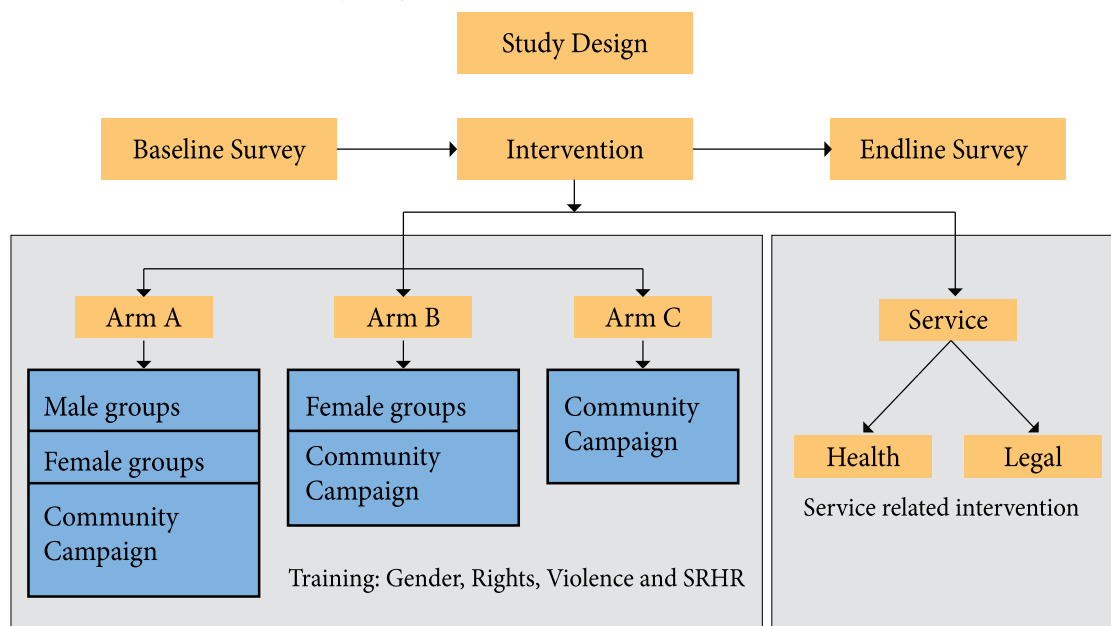 Study Design
Baseline Survey
Intervention
Endline Survey
Arm A
Arm B
Arm C
Service
Male groups
Female groups
Community
Campaign
Female groups
Community
Campaign
Community
Campaign
Health
Legal
Service related intervention
Training: Gender, Rights, Violence and SRHR